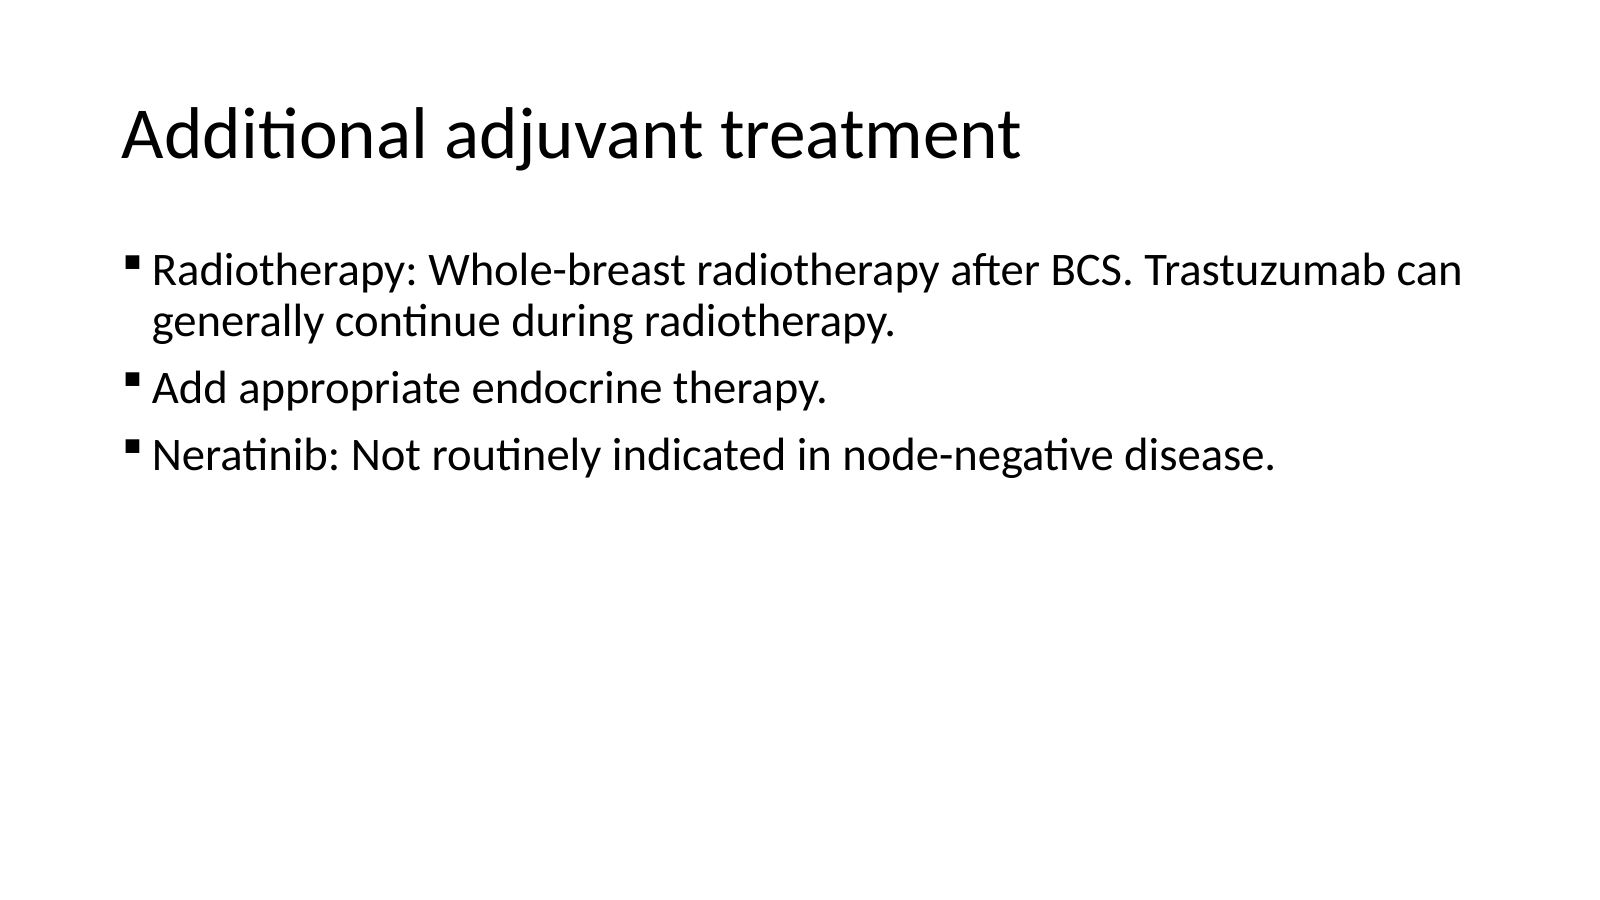 Additional adjuvant treatment
▪ Radiotherapy: Whole-breast radiotherapy after BCS. Trastuzumab can
generally continue during radiotherapy.
▪ Add appropriate endocrine therapy.
▪ Neratinib: Not routinely indicated in node-negative disease.